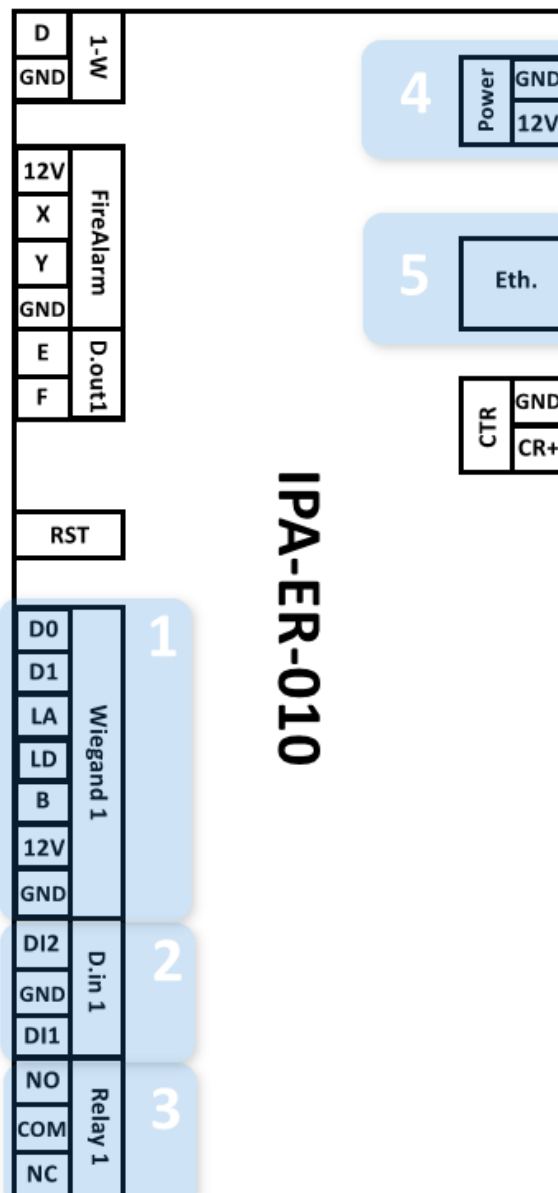 D
GND
1-W
12V
X
Y
GND
FireAlarm
E
F
D.out1
RST
D0
D1
LA
LD
B
12V
GND
Wiegand 1
1
DI2
GND
DI1
D.in 1
2
NO
COM
NC
Relay 1
3
IPA-ER-010
4
Power
GND
12V
5
Eth.
CTR
GND
CR+